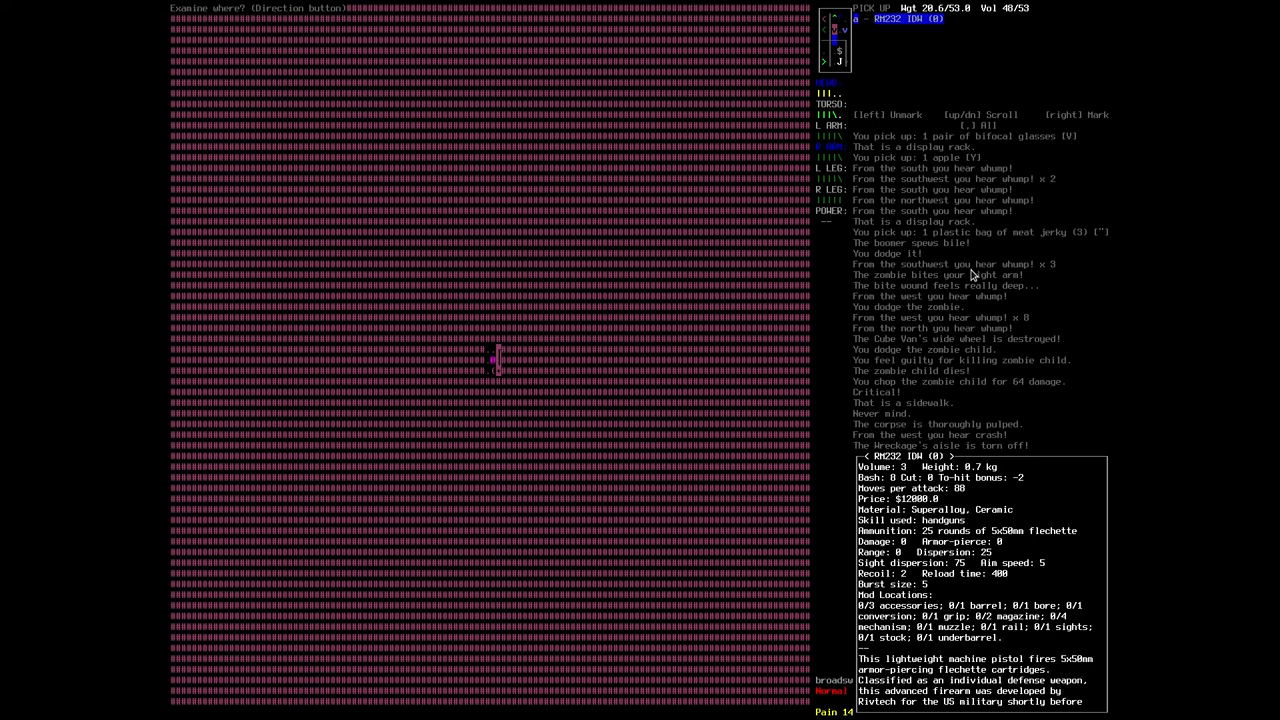 Examine where? (Direction button)
PICK UP  Wgt 20.6/53.0  Vol 48/53
a - RM232 IDW (0)
TORSO:
[left] Unmark    [up/dn] Scroll    [right] Mark
L ARM:    [,] All
You pick up: 1 pair of bifocal glasses [V]
R ARM: That is a display rack.
You pick up: 1 apple [Y]
L LEG: From the south you hear whump!
From the southwest you hear whump! x 2
R LEG: From the south you hear whump!
From the northwest you hear whump!
POWER: From the south you hear whump!
-- That is a display rack.
You pick up: 1 plastic bag of meat jerky (3) ["]
The boomer spews bile!
You dodge it!
From the southwest you hear whump! x 3
The zombie bites your right arm!
The bite wound feels really deep...
From the west you hear whump!
You dodge the zombie.
From the west you hear whump! x 8
From the north you hear whump!
The Cube Van's wide wheel is destroyed!
You dodge the zombie child.
You feel guilty for killing zombie child.
The zombie child dies!
You chop the zombie child for 64 damage.
Critical!
That is a sidewalk.
Never mind.
The corpse is thoroughly pulped.
From the west you hear crash!
The Wreckage's aisle is torn off!
< RM232 IDW (0) >
Volume: 3  Weight: 0.7 kg
Bash: 8 Cut: 0 To-hit bonus: -2
Moves per attack: 88
Price: $12000.0
Material: Superalloy, Ceramic
Skill used: handguns
Ammunition: 25 rounds of 5x50mm flechette
Damage: 0  Armor-pierce: 0
Range: 0  Dispersion: 25
Sight dispersion: 75  Aim speed: 5
Recoil: 2  Reload time: 400
Burst size: 5
Mod Locations:
0/3 accessories; 0/1 barrel; 0/1 bore; 0/1
conversion; 0/1 grip; 0/2 magazine; 0/4
mechanism; 0/1 muzzle; 0/1 rail; 0/1 sights;
0/1 stock; 0/1 underbarrel.
--
This lightweight machine pistol fires 5x50mm
armor-piercing flechette cartridges.
broadsw Classified as an individual defense weapon,
Normal this advanced firearm was developed by
Rivtech for the US military shortly before
Pain 14